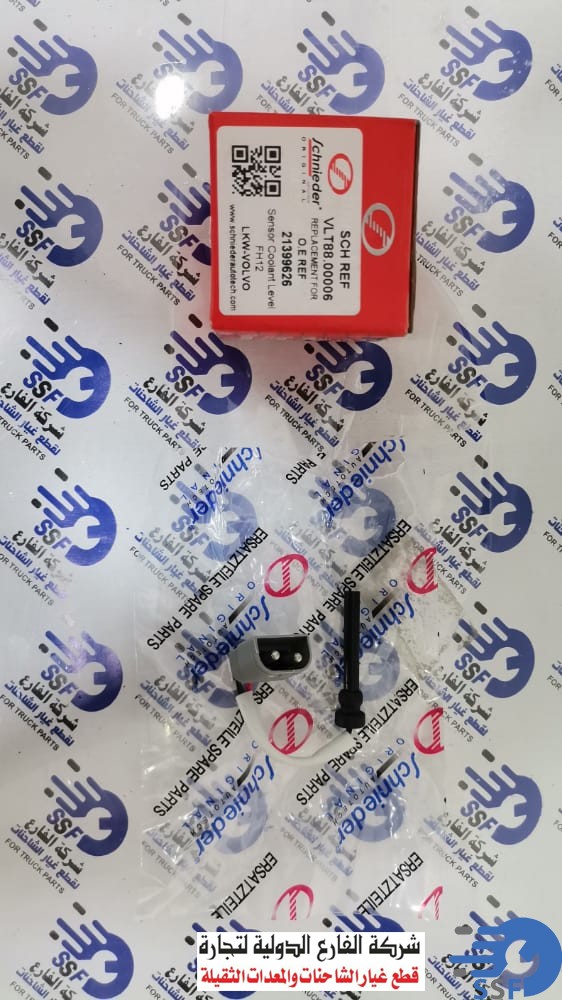 SCH REF
VLT88.00006
REPLACEMENT FOR
O.E REF
21399626
Sensor Coolant Level
FH12
LKW-VOLVO
www.schniederautotech.com
Schnieder®
ORIGINAL
SSF
شركة الفارع
لقطع غيار الشاحنات
FOR TRUCK PARTS
Schnieder
ORIGINAL
ERSATZTEILE SPARE PARTS
شركة الفارع الدولية لتجارة
قطع غيار الشاحنات والمعدات الثقيلة